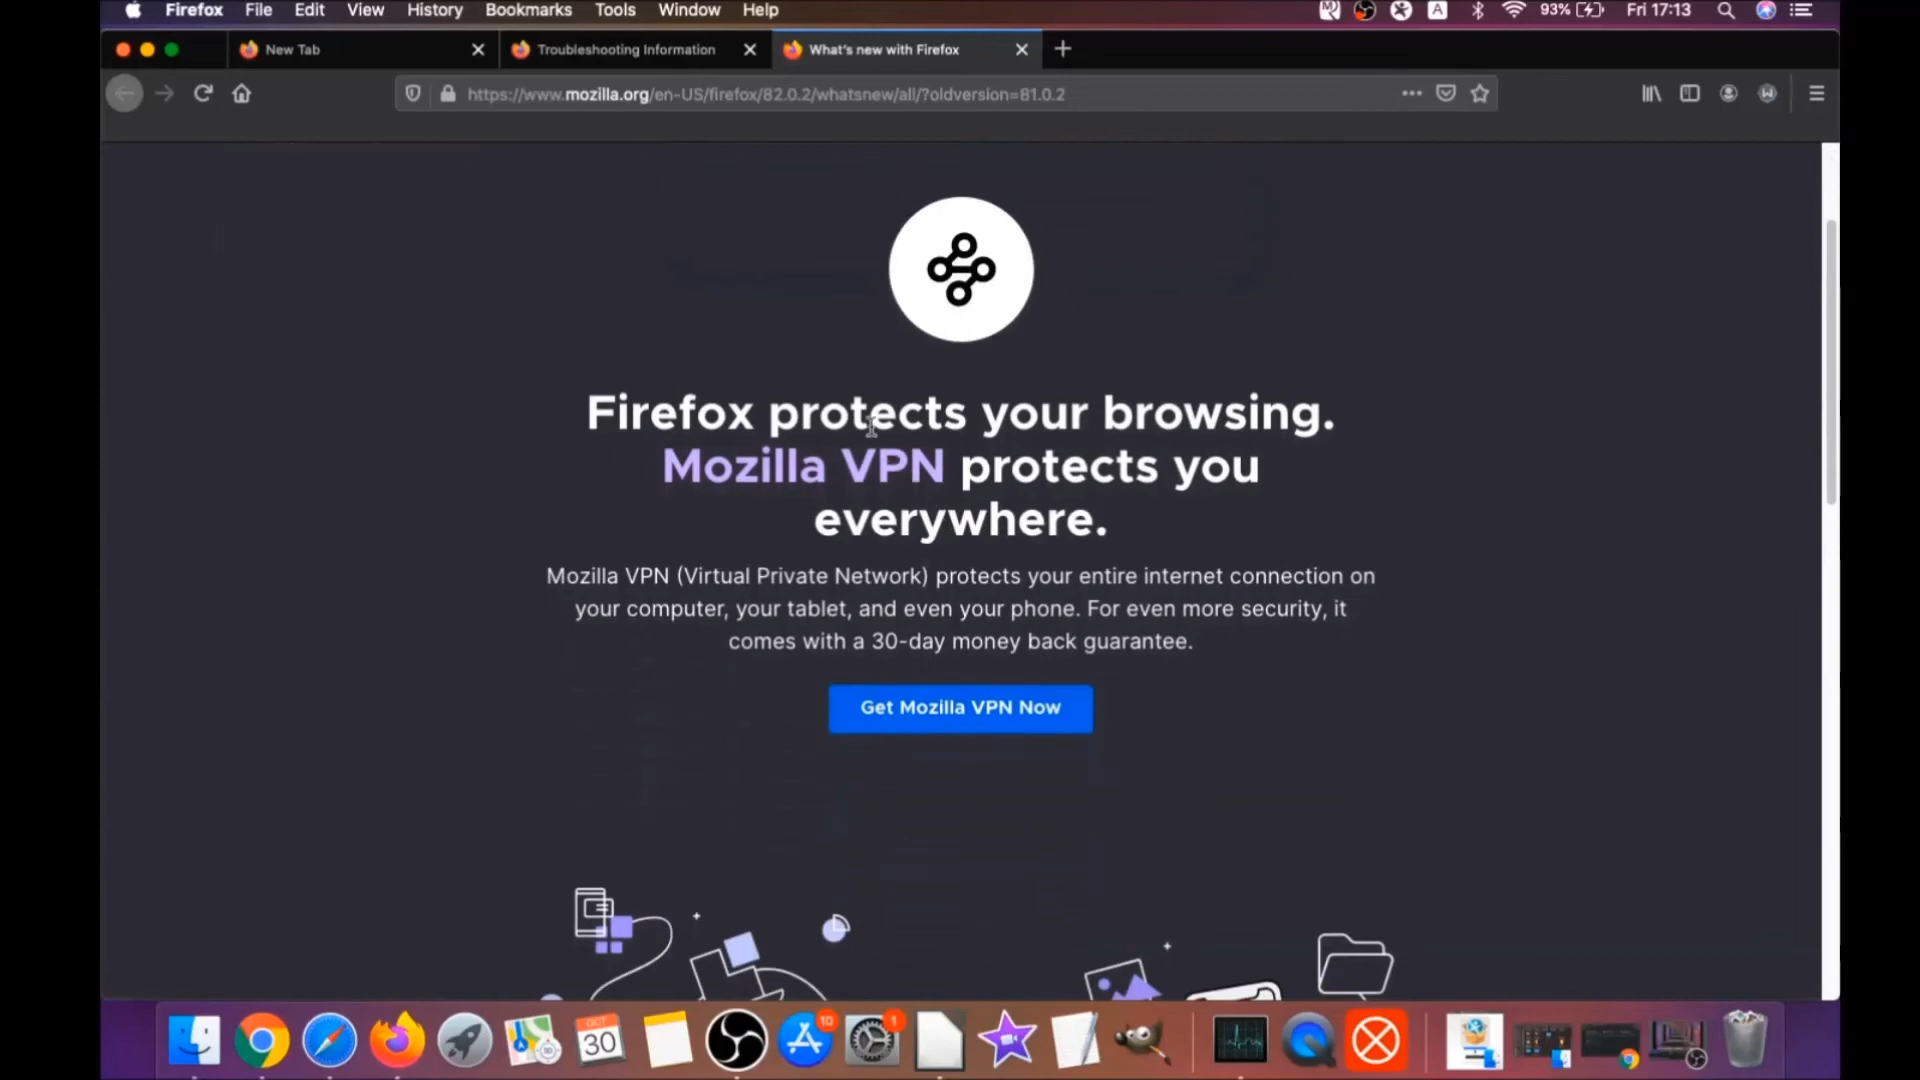 Firefox File Edit View History Bookmarks Tools Window Help A 93% Fri 17:13
New Tab Troubleshooting Information What's new with Firefox
https://www.mozilla.org/en-US/firefox/82.0.2/whatsnew/all/?oldversion=81.0.2
Firefox protects your browsing.
Mozilla VPN protects you
everywhere.
Mozilla VPN (Virtual Private Network) protects your entire internet connection on
your computer, your tablet, and even your phone. For even more security, it
comes with a 30-day money back guarantee.
Get Mozilla VPN Now
OCT
30
10
1